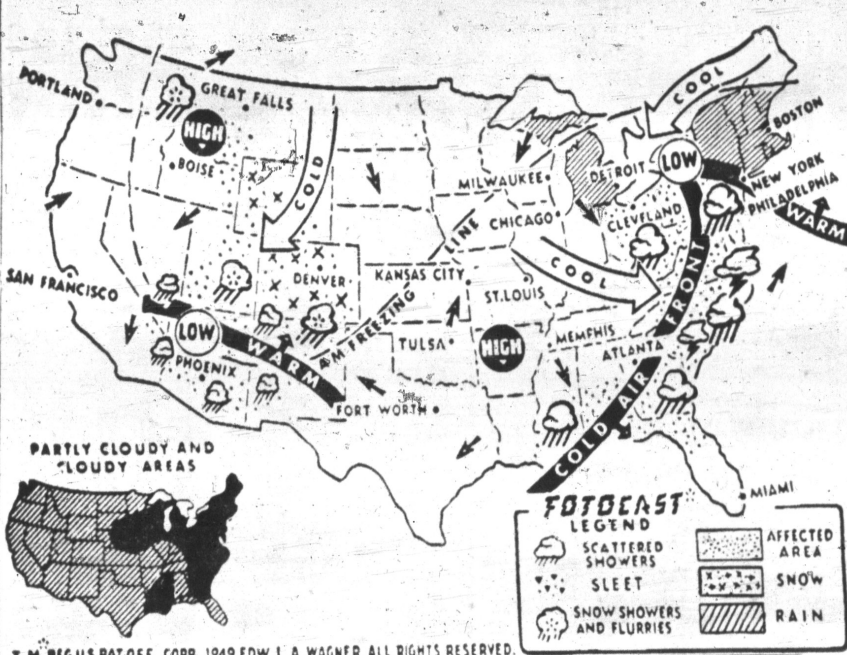 COOL
PORTLAND
GREAT FALLS
HIGH
BOISE
COLD
BOSTON
DETROIT
LOW
MILWAUKEE
NEW YORK
PHILADELPHIA
CLEVELAND
WARM
CHICAGO
LINE
DENVER
KANSAS CITY
COOL
SAN FRANCISCO
ST. LOUIS
FREEZING
LOW
WARM
A·M
TULSA
HIGH
MEMPHIS
ATLANTA
PHOENIX
FORT WORTH
COLD AIR FRONT
MIAMI
PARTLY CLOUDY AND
CLOUDY AREAS
FOTOCAST
LEGEND
SCATTERED
SHOWERS
AFFECTED
AREA
SLEET
SNOW
SNOW SHOWERS
AND FLURRIES
RAIN
T. M. REG. U.S. PAT. OFF. COPR. 1949 EDW. L. A. WAGNER ALL RIGHTS RESERVED.